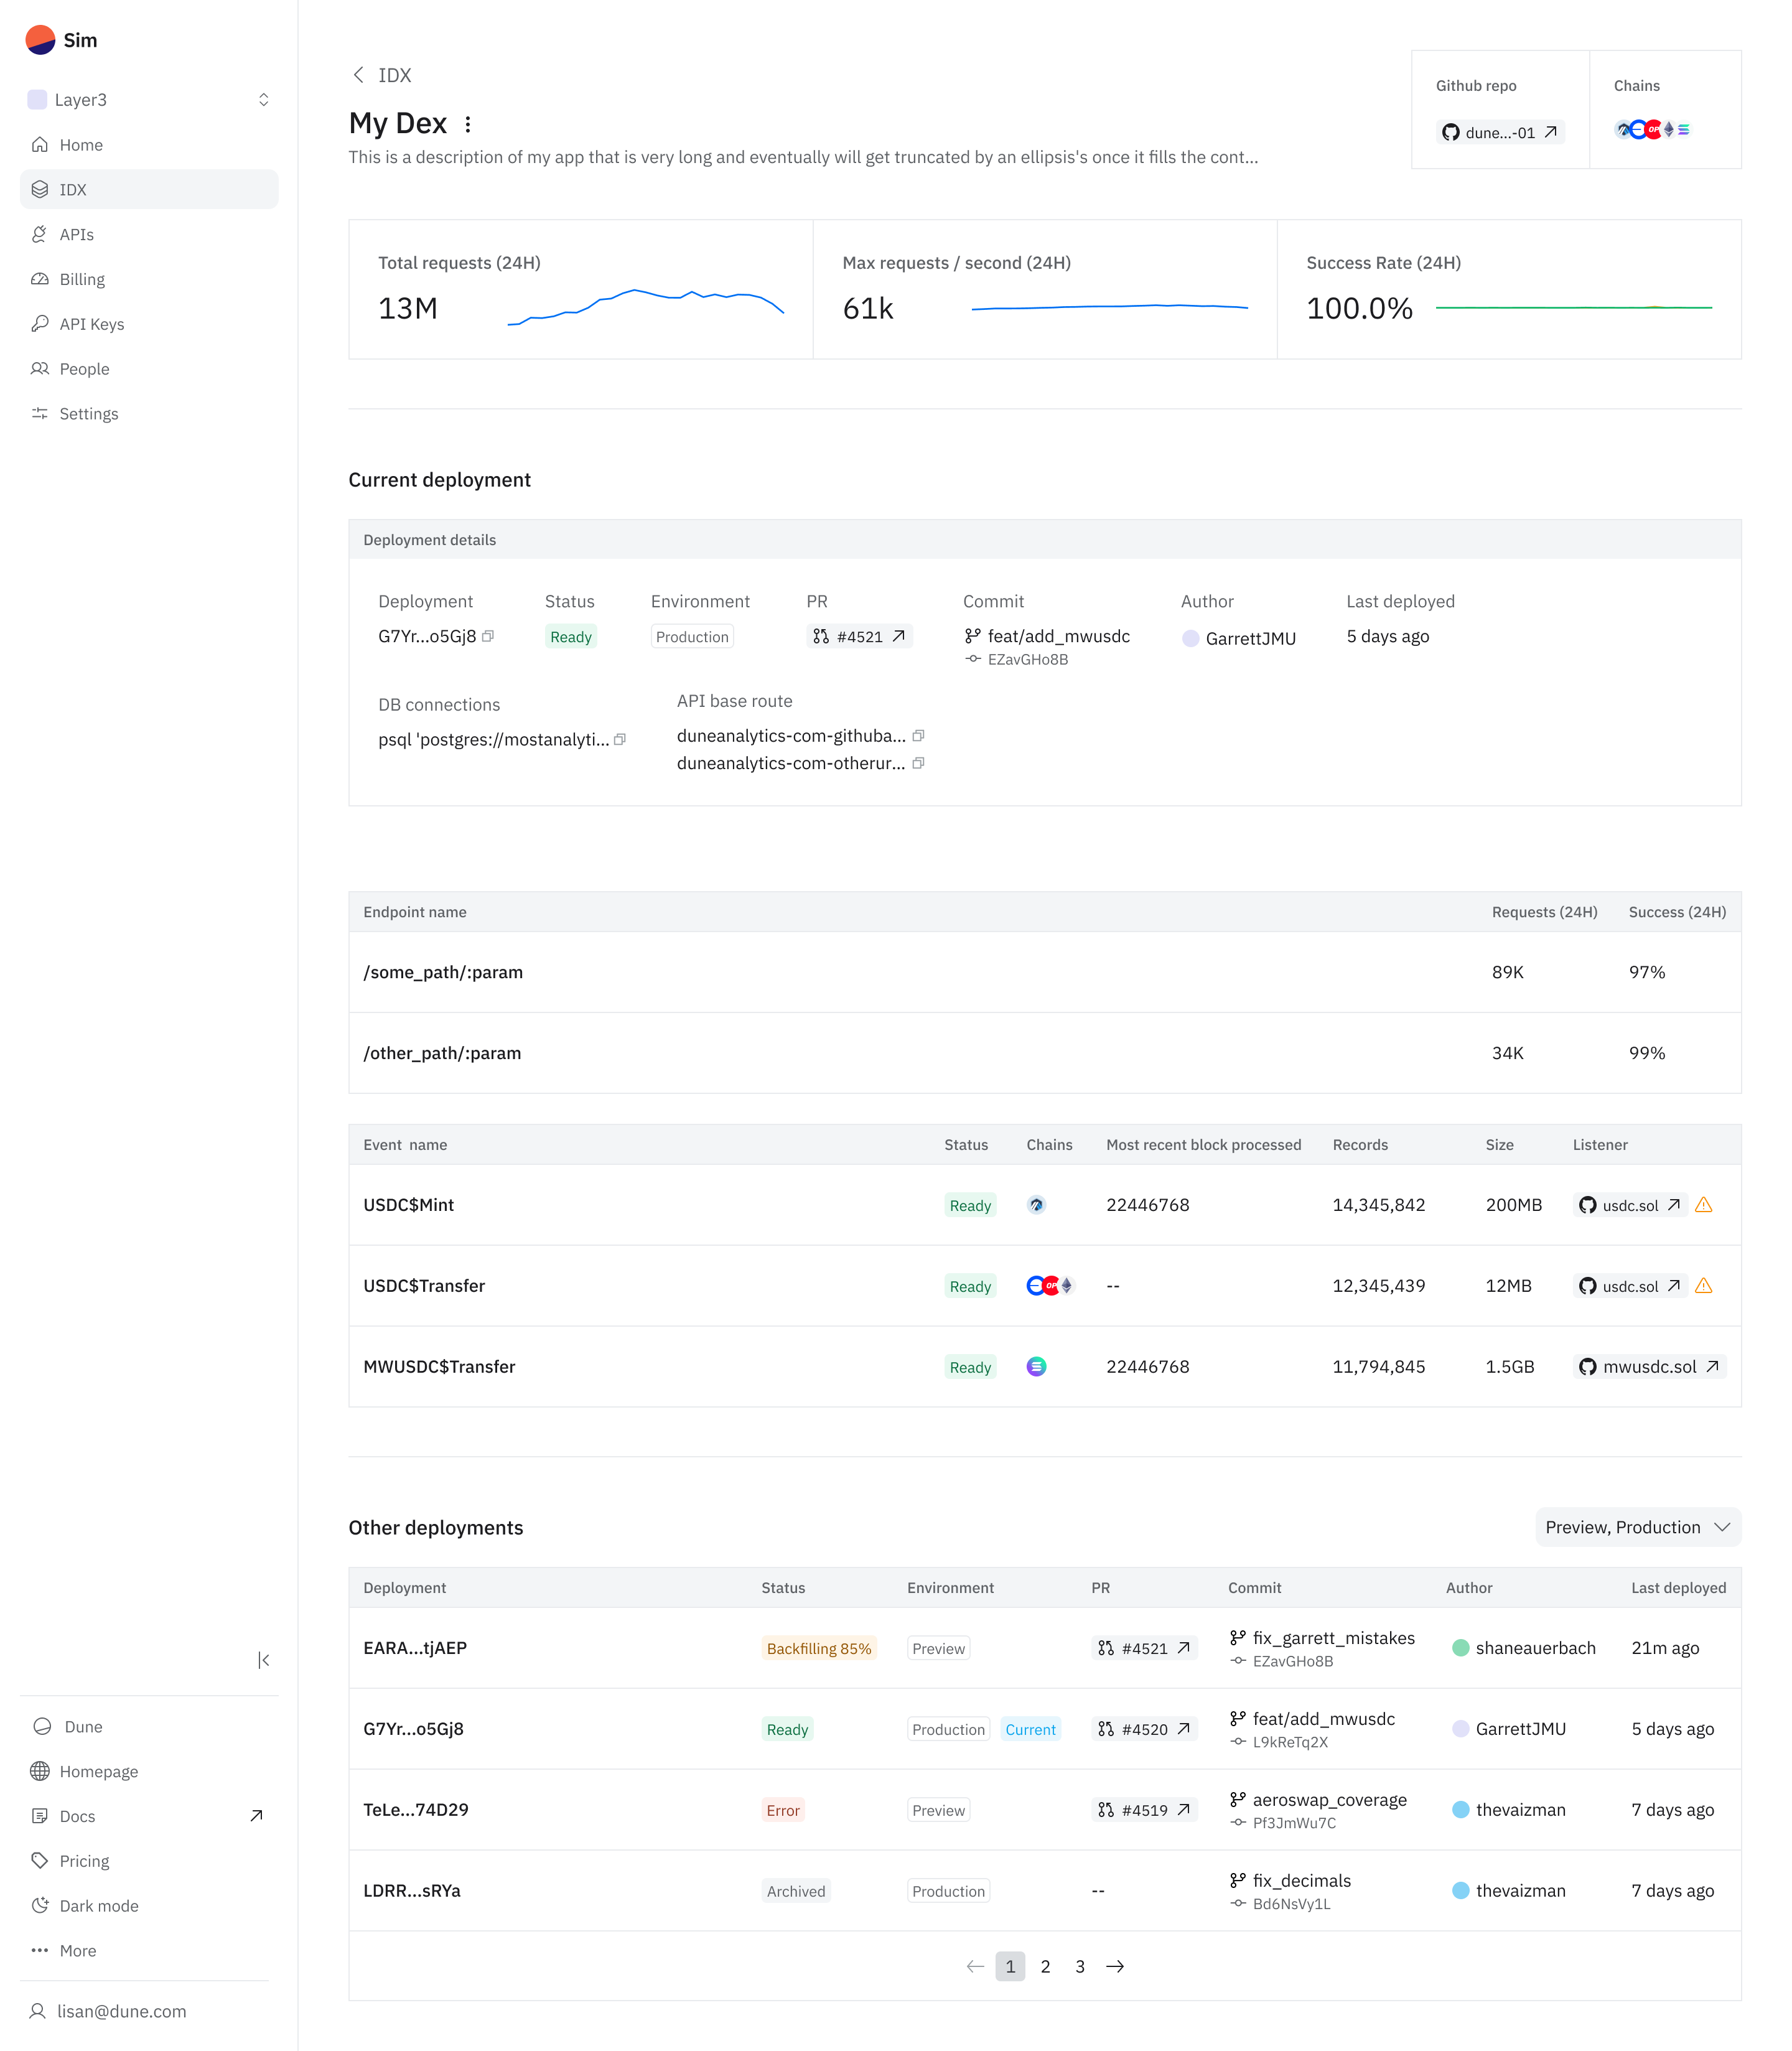 Sim
Layer3
Home
IDX
APIs
Billing
API Keys
People
Settings
Dune
Homepage
Docs
Pricing
Dark mode
More
lisan@dune.com
IDX
My Dex
This is a description of my app that is very long and eventually will get truncated by an ellipsis's once it fills the cont...
Github repo
dune...-01
Chains
OP
Total requests (24H)
13M
Max requests / second (24H)
61k
Success Rate (24H)
100.0%
Current deployment
Deployment details
Deployment Status Environment PR Commit Author Last deployed
G7Yr...o5Gj8 Ready Production #4521 feat/add_mwusdc GarrettJMU 5 days ago
EZavGHo8B
DB connections API base route
psql 'postgres://mostanalyti... duneanalytics-com-githuba...
duneanalytics-com-otherur...
Endpoint name Requests (24H) Success (24H)
/some_path/:param 89K 97%
/other_path/:param 34K 99%
Event name Status Chains Most recent block processed Records Size Listener
USDC$Mint Ready 22446768 14,345,842 200MB usdc.sol
USDC$Transfer Ready OP -- 12,345,439 12MB usdc.sol
MWUSDC$Transfer Ready 22446768 11,794,845 1.5GB mwusdc.sol
Other deployments Preview, Production
Deployment Status Environment PR Commit Author Last deployed
EARA...tjAEP Backfilling 85% Preview #4521 fix_garrett_mistakes shaneauerbach 21m ago
EZavGHo8B
G7Yr...o5Gj8 Ready Production Current #4520 feat/add_mwusdc GarrettJMU 5 days ago
L9kReTq2X
TeLe...74D29 Error Preview #4519 aeroswap_coverage thevaizman 7 days ago
Pf3JmWu7C
LDRR...sRYa Archived Production -- fix_decimals thevaizman 7 days ago
Bd6NsVy1L
1 2 3